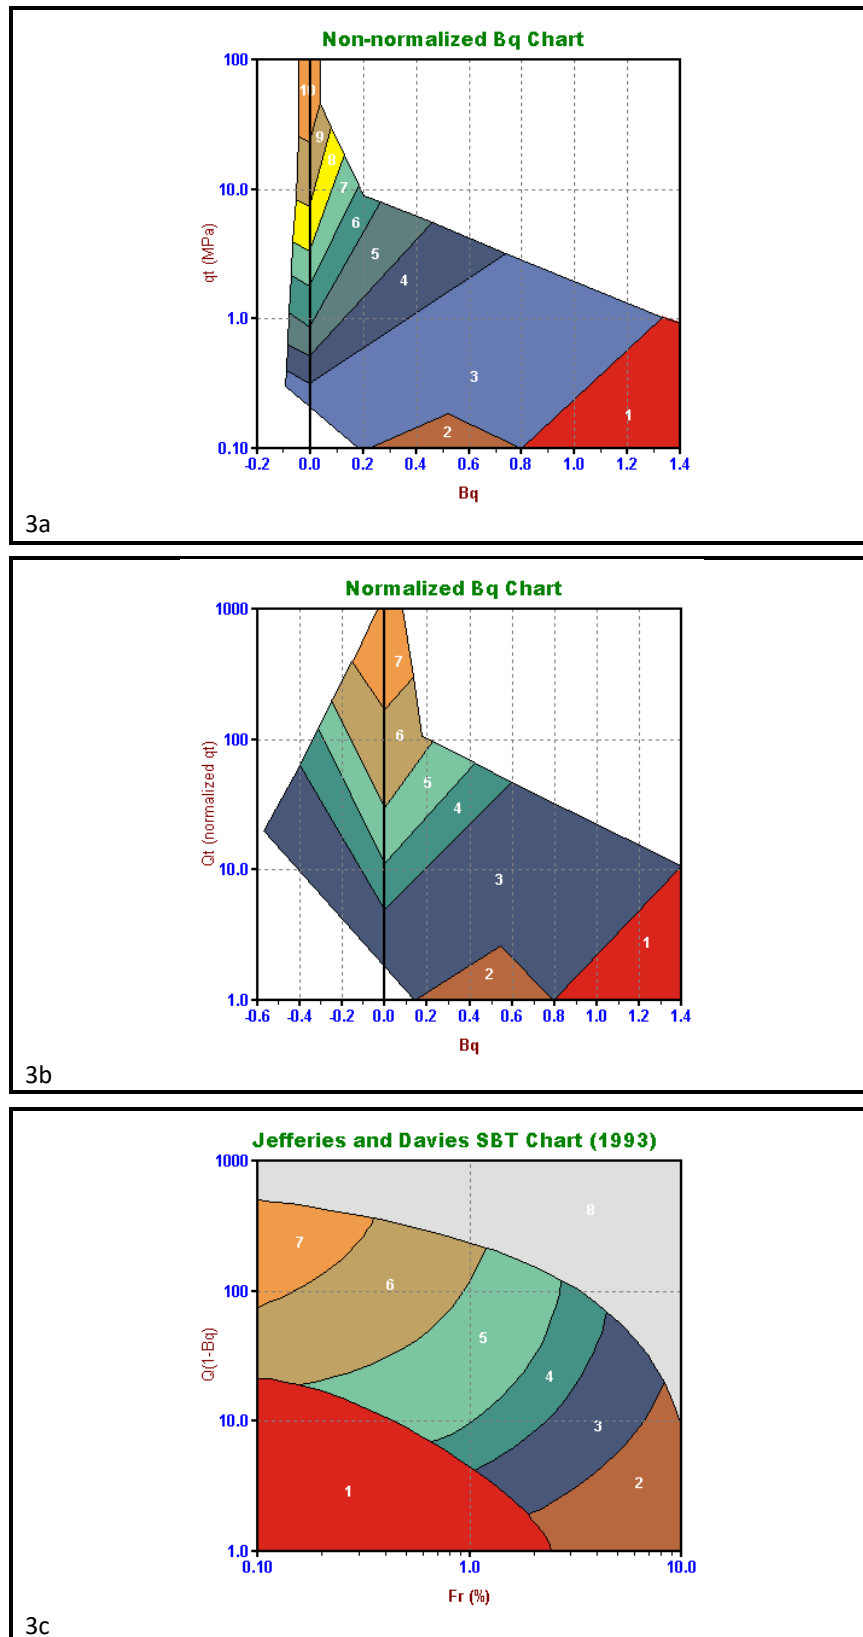 Non-normalized Bq Chart
100
10
9
8
10.0
7
6
5
4
qt (MPa)
1.0
3
1
2
0.10
-0.2 0.0 0.2 0.4 0.6 0.8 1.0 1.2 1.4
Bq
3a
Normalized Bq Chart
1000
7
6
100
5
4
Qt (normalized qt)
10.0
3
1
2
1.0
-0.6 -0.4 -0.2 0.0 0.2 0.4 0.6 0.8 1.0 1.2 1.4
Bq
3b
Jefferies and Davies SBT Chart (1993)
1000
8
7
6
100
5
Q(1-Bq)
4
10.0
3
2
1
1.0
0.10 1.0 10.0
Fr (%)
3c